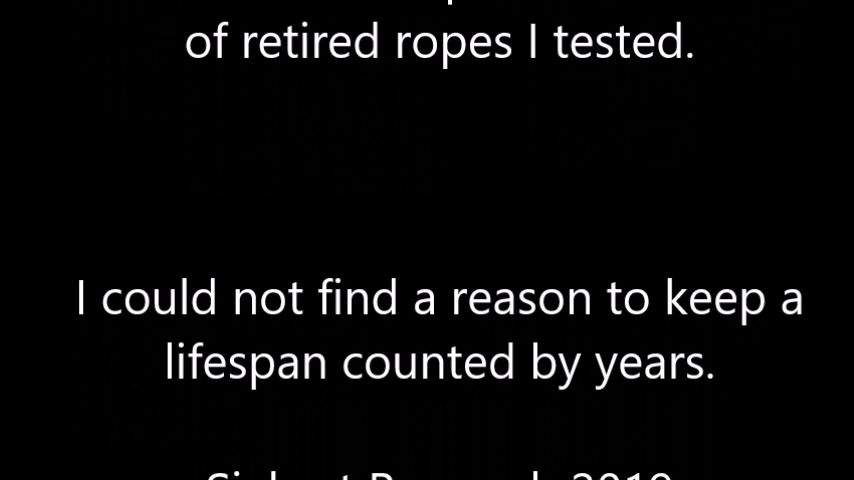 of retired ropes I tested.
I could not find a reason to keep a
lifespan counted by years.